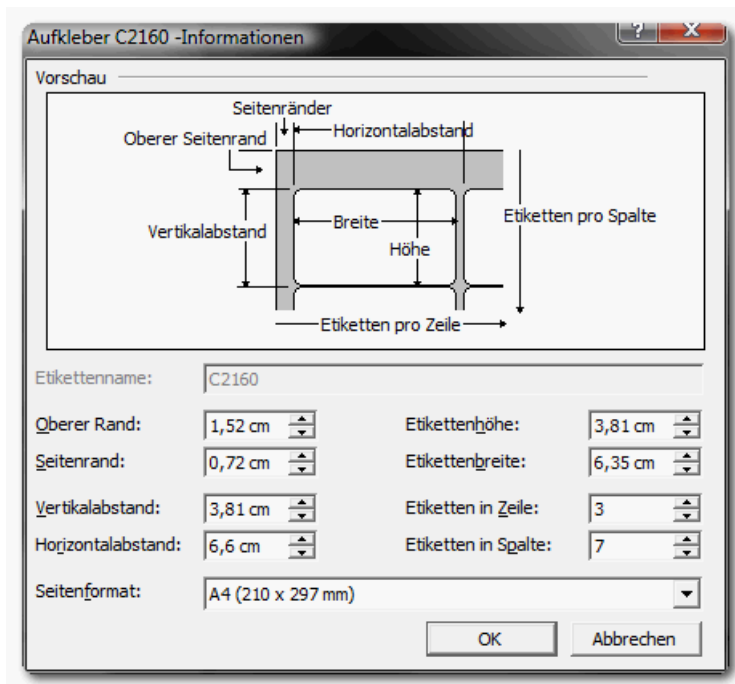 Aufkleber C2160 -Informationen
Vorschau
Seitenränder
Oberer Seitenrand
Horizontalabstand
Vertikalabstand
Breite
Höhe
Etiketten pro Spalte
Etiketten pro Zeile
Etikettenname: C2160
Oberer Rand: 1,52 cm Etikettenhöhe: 3,81 cm
Seitenrand: 0,72 cm Etikettenbreite: 6,35 cm
Vertikalabstand: 3,81 cm Etiketten in Zeile: 3
Horizontalabstand: 6,6 cm Etiketten in Spalte: 7
Seitenformat: A4 (210 x 297 mm)
OK Abbrechen